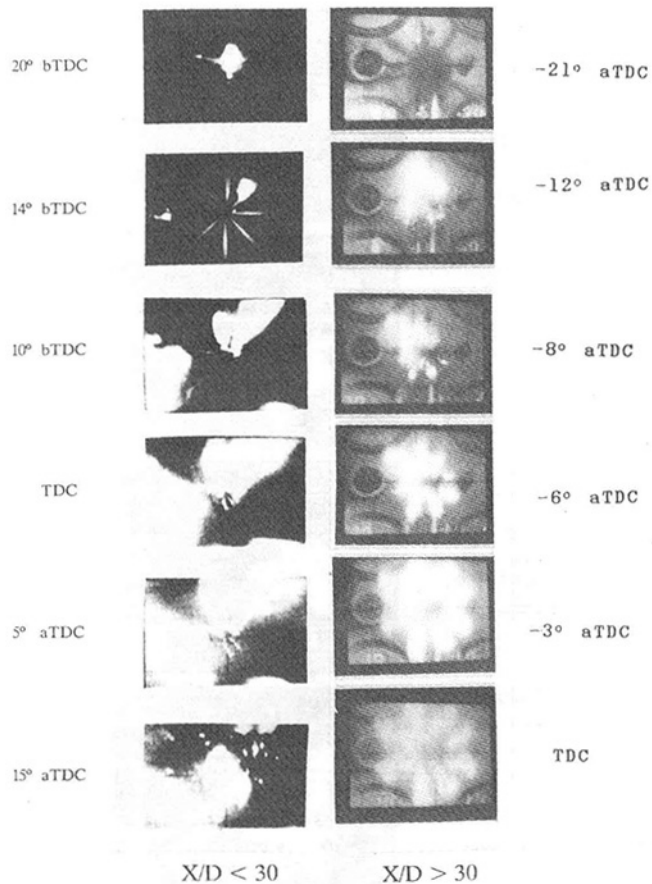 20° bTDC
-21° aTDC
14° bTDC
-12° aTDC
10° bTDC
-8° aTDC
TDC
-6° aTDC
5° aTDC
-3° aTDC
15° aTDC
TDC
X/D < 30
X/D > 30